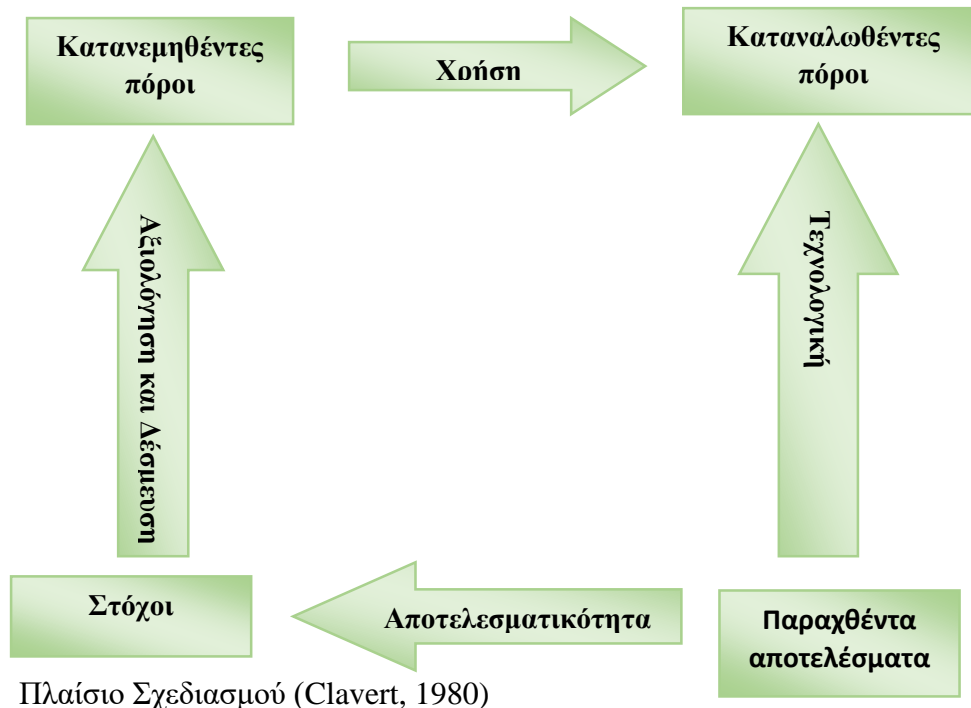 Κατανεμηθέντες
πόροι
Χρήση
Καταναλωθέντες
πόροι
Αξιολόγηση και Δέσμευση
Τεχνολογική
Στόχοι
Αποτελεσματικότητα
Παραχθέντα
αποτελέσματα
Πλαίσιο Σχεδιασμού (Clavert, 1980)